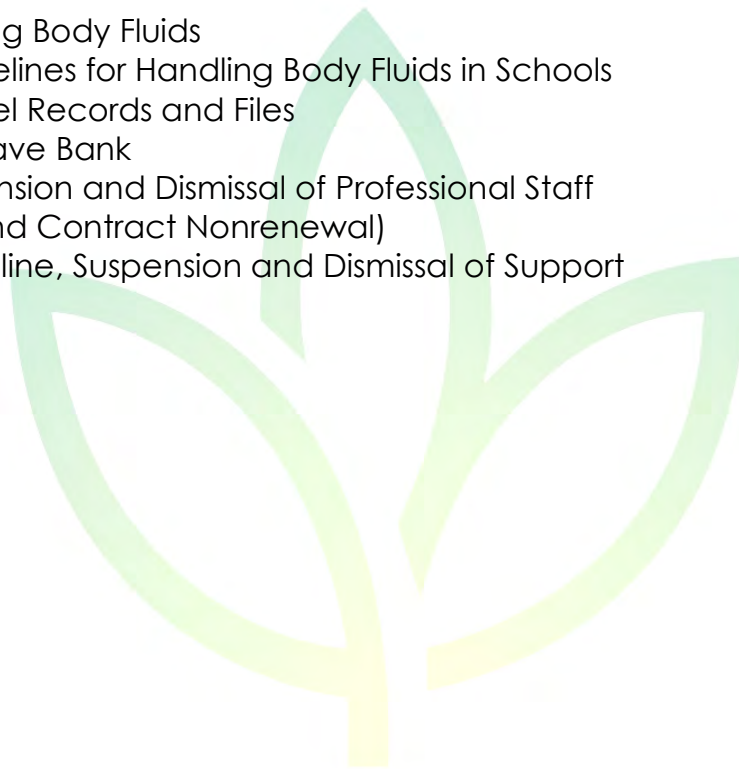 g Body Fluids
elines for Handling Body Fluids in Schools
el Records and Files
ave Bank
nsion and Dismissal of Professional Staff
nd Contract Nonrenewal)
line, Suspension and Dismissal of Support